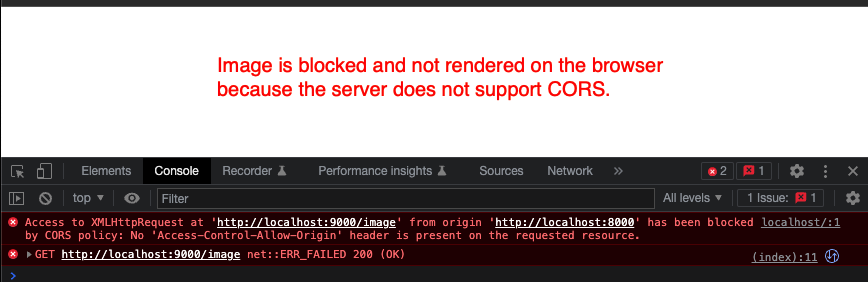 Image is blocked and not rendered on the browser
because the server does not support CORS.
Elements Console Recorder Performance insights Sources Network » 2 1
top Filter All levels 1 Issue: 1
Access to XMLHttpRequest at 'http://localhost:9000/image' from origin 'http://localhost:8000' has been blocked localhost/:1
by CORS policy: No 'Access-Control-Allow-Origin' header is present on the requested resource.
GET http://localhost:9000/image net::ERR_FAILED 200 (OK) (index):11